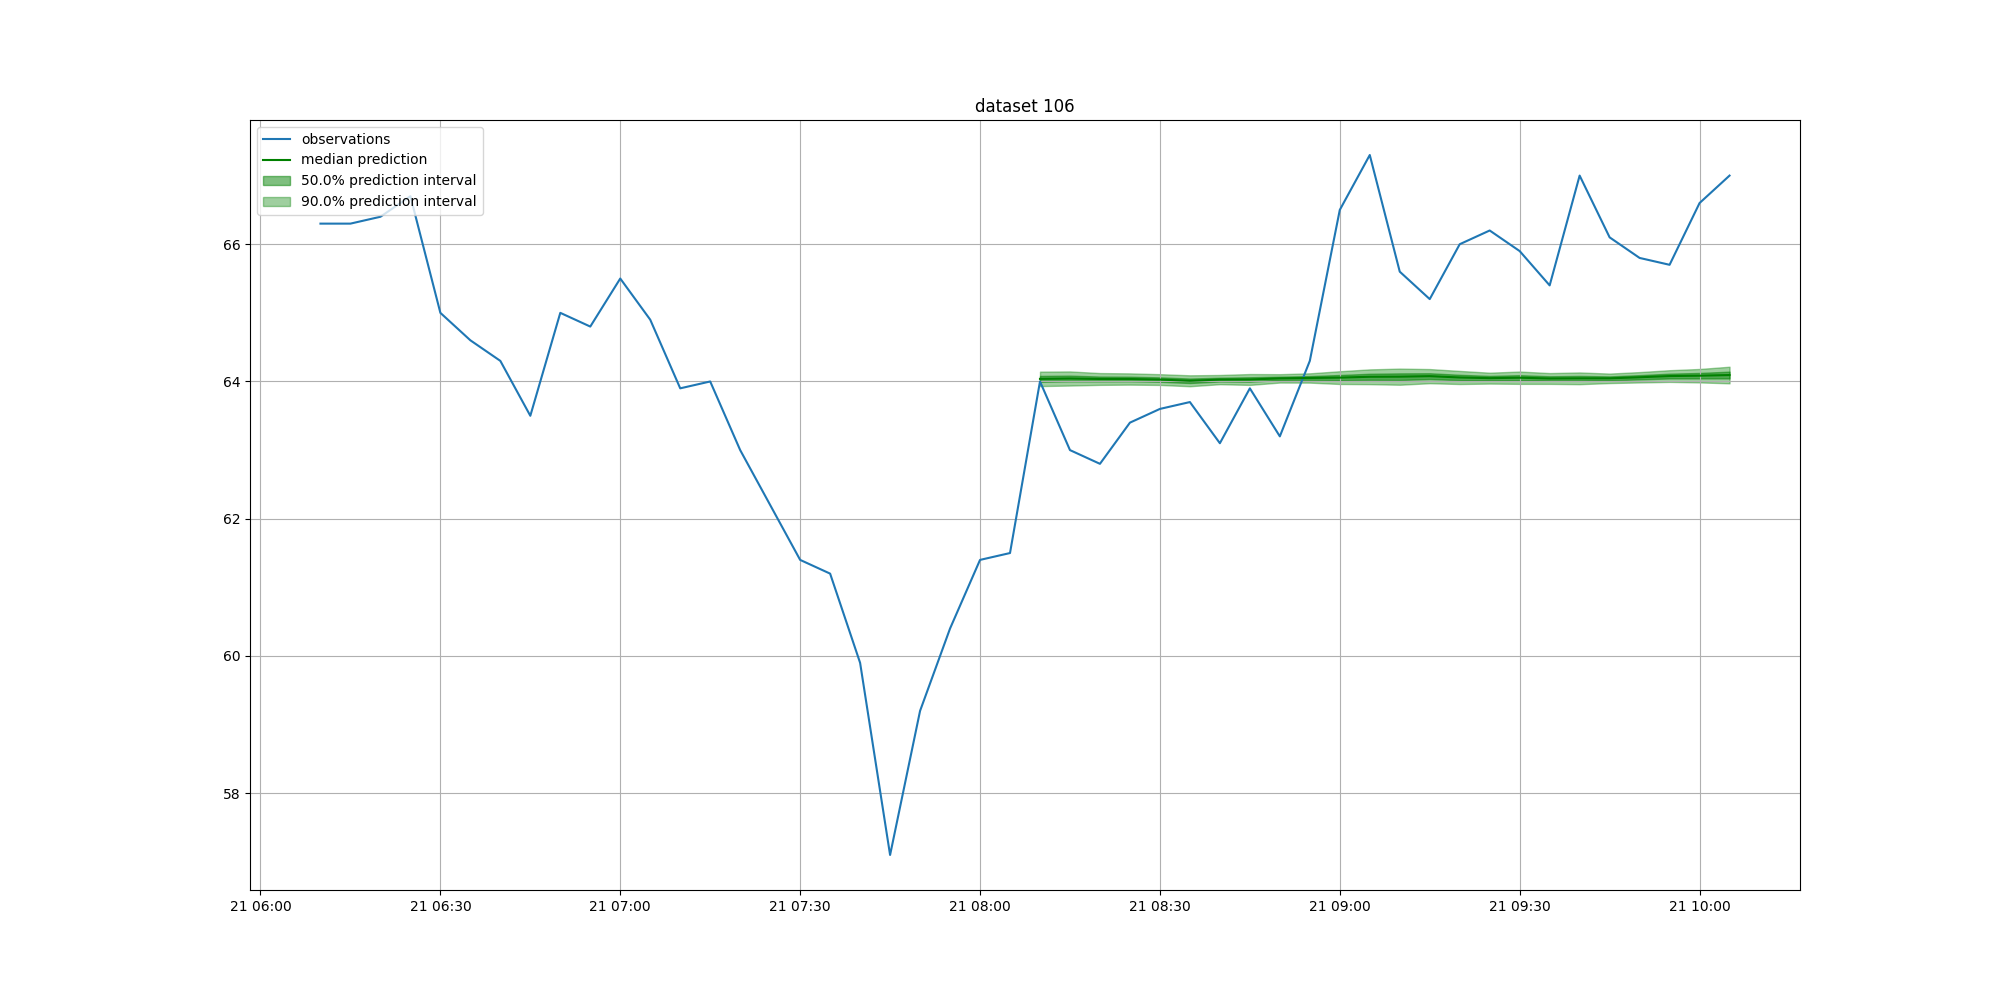 dataset 106
observations
median prediction
50.0% prediction interval
90.0% prediction interval
66
64
62
60
58
21 06:00 21 06:30 21 07:00 21 07:30 21 08:00 21 08:30 21 09:00 21 09:30 21 10:00